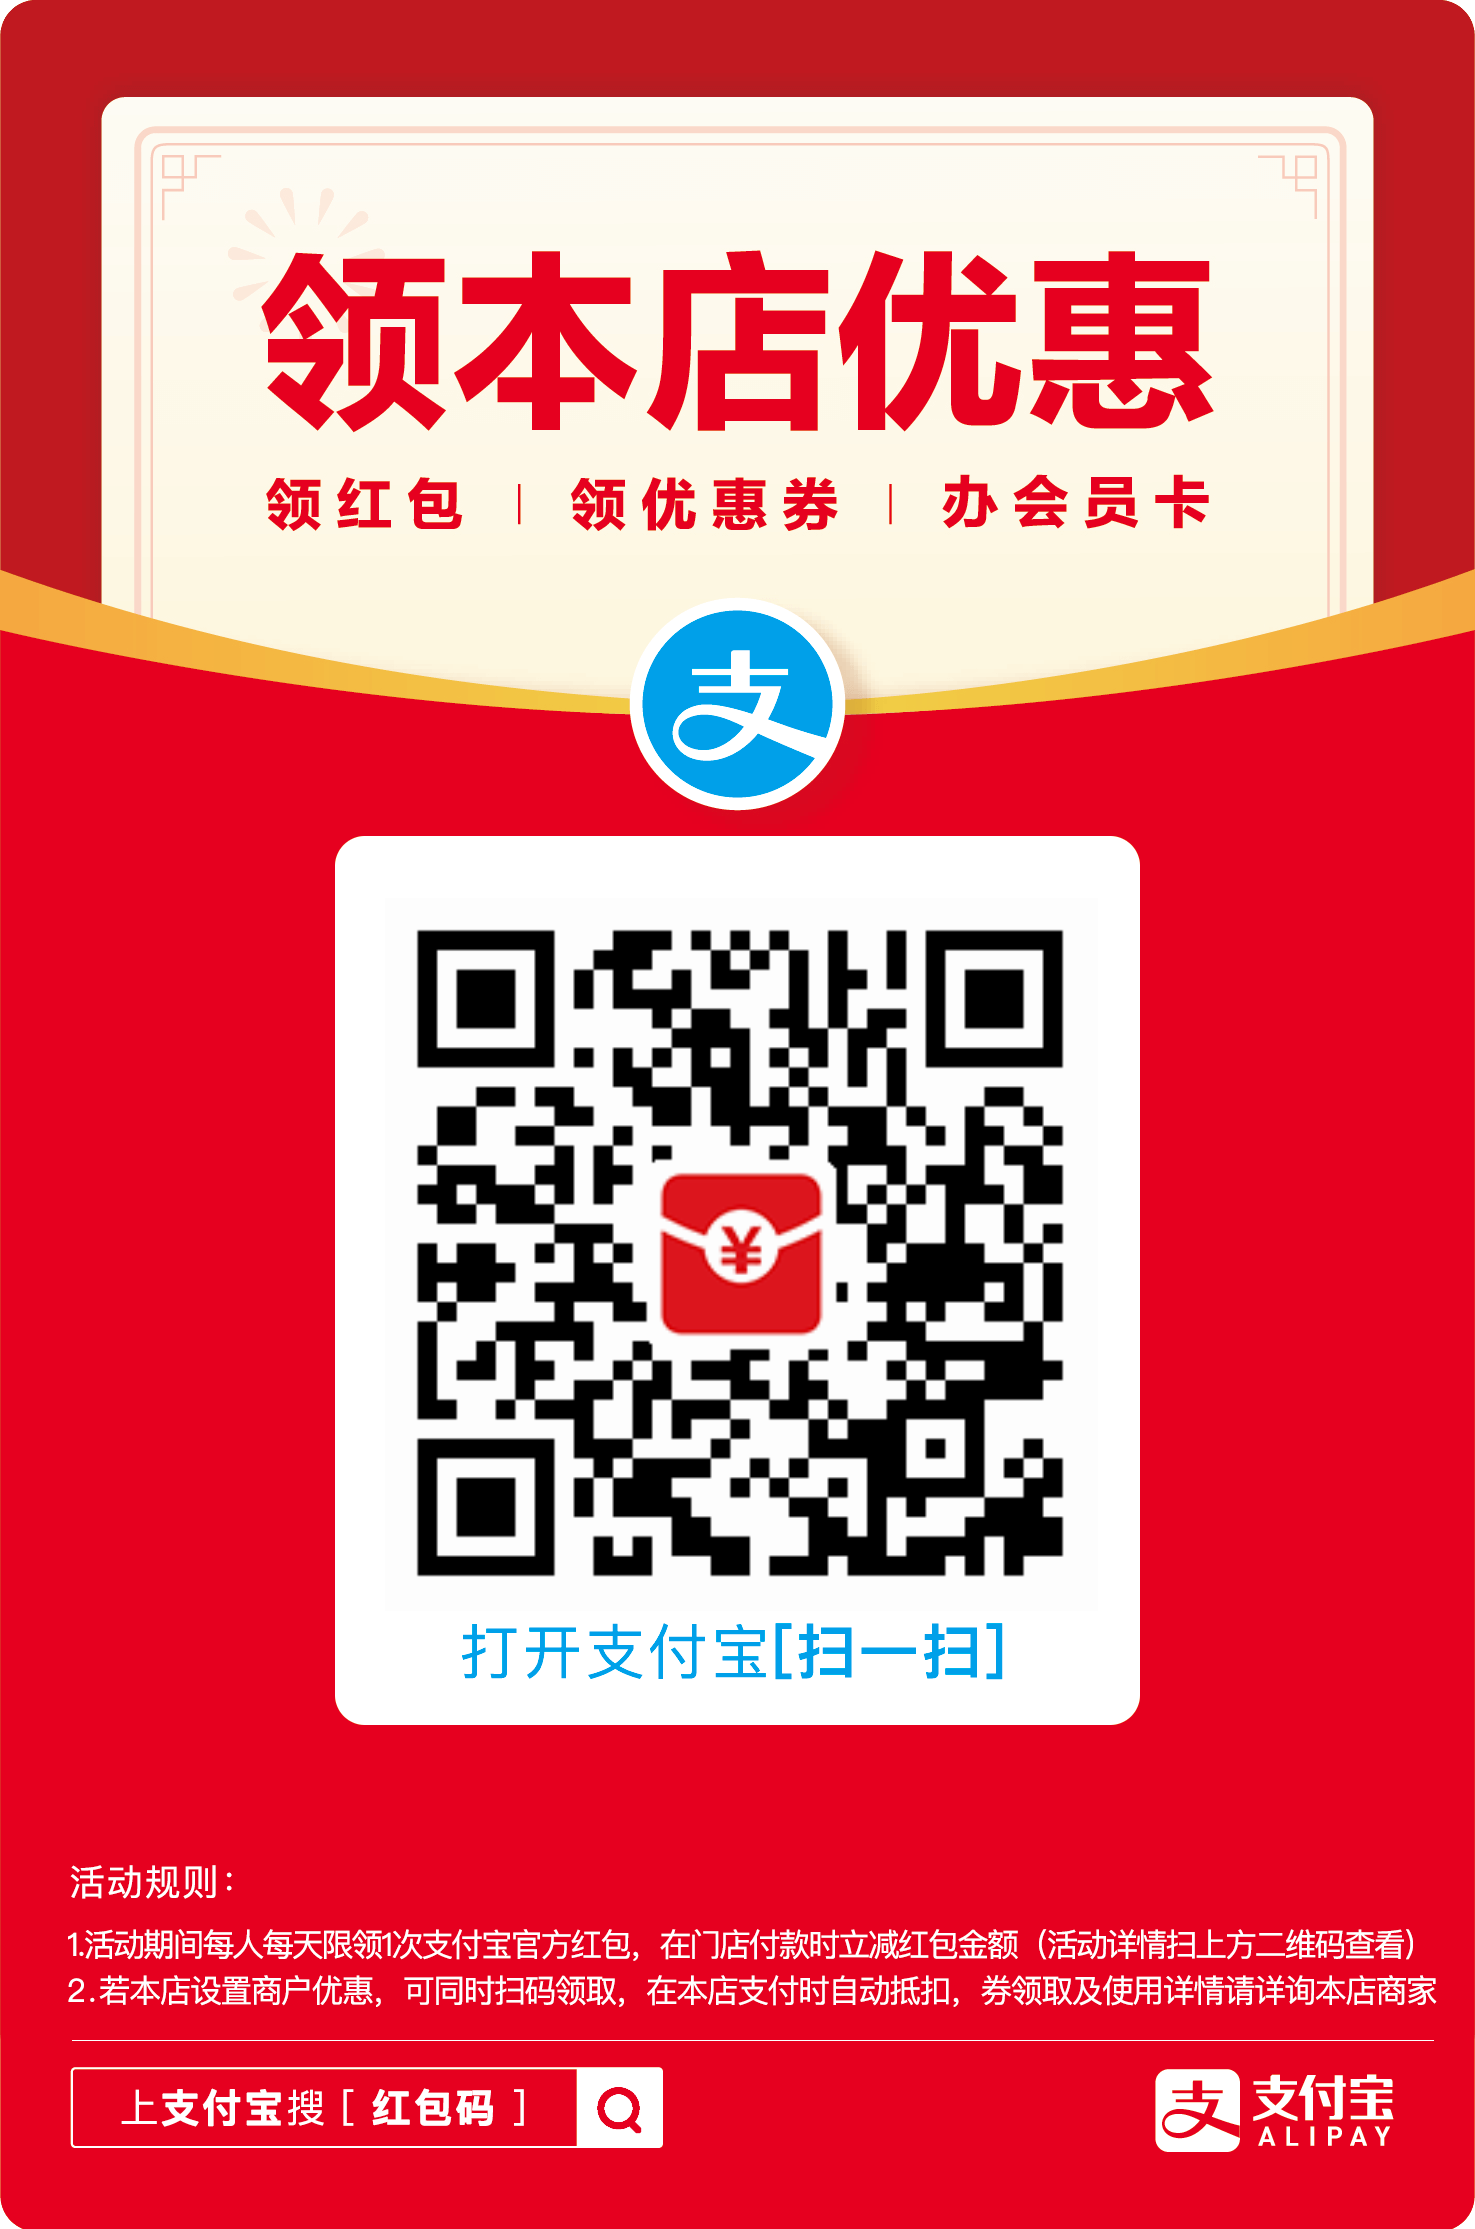 领本店优惠
领红包 | 领优惠券 | 办会员卡
支
¥
打开支付宝[扫一扫]
活动规则：
1.活动期间每人每天限领1次支付宝官方红包，在门店付款时立减红包金额（活动详情扫上方二维码查看）
2.若本店设置商户优惠，可同时扫码领取，在本店支付时自动抵扣，券领取及使用详情请详询本店商家
上支付宝搜［红包码］
支 支付宝
ALIPAY